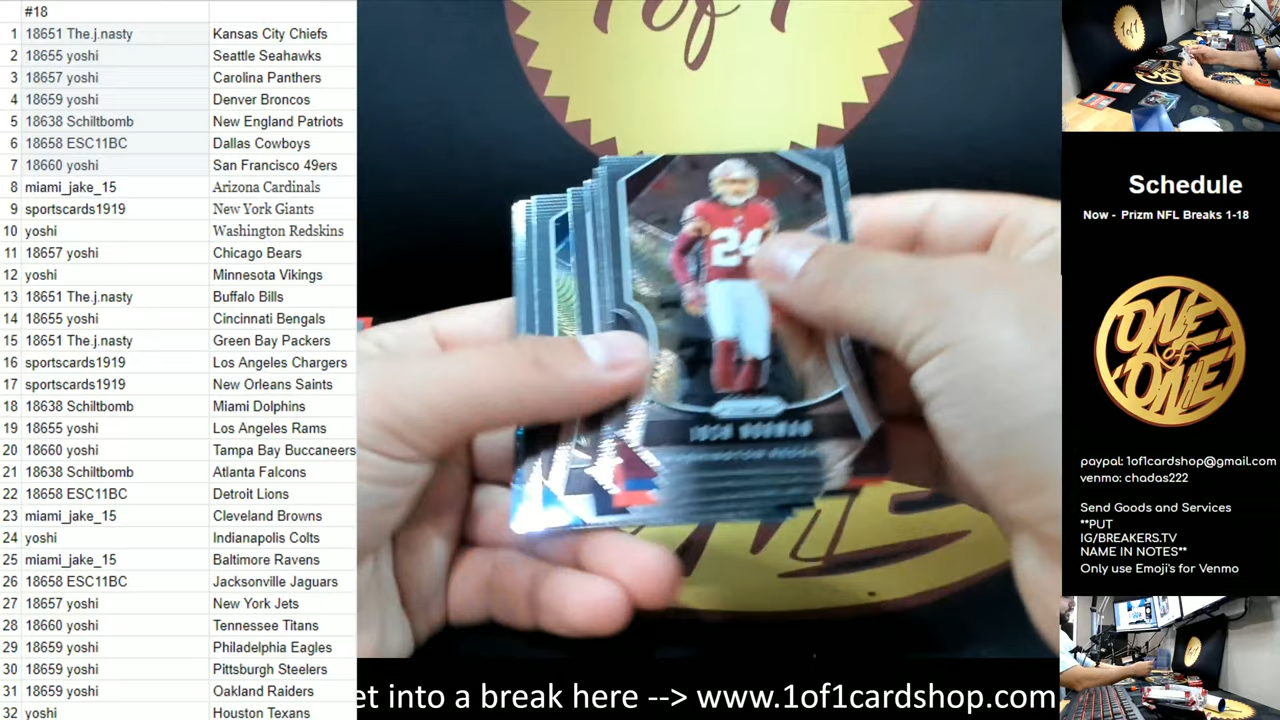 #18
1 18651 The.j.nasty Kansas City Chiefs
2 18655 yoshi Seattle Seahawks
3 18657 yoshi Carolina Panthers
4 18659 yoshi Denver Broncos
5 18638 Schiltbomb New England Patriots
6 18658 ESC11BC Dallas Cowboys
7 18660 yoshi San Francisco 49ers
8 miami_jake_15 Arizona Cardinals
9 sportscards1919 New York Giants
10 yoshi Washington Redskins
11 18657 yoshi Chicago Bears
12 yoshi Minnesota Vikings
13 18651 The.j.nasty Buffalo Bills
14 18655 yoshi Cincinnati Bengals
15 18651 The.j.nasty Green Bay Packers
16 sportscards1919 Los Angeles Chargers
17 sportscards1919 New Orleans Saints
18 18638 Schiltbomb Miami Dolphins
19 18655 yoshi Los Angeles Rams
20 18660 yoshi Tampa Bay Buccaneers
21 18638 Schiltbomb Atlanta Falcons
22 18658 ESC11BC Detroit Lions
23 miami_jake_15 Cleveland Browns
24 yoshi Indianapolis Colts
25 miami_jake_15 Baltimore Ravens
26 18658 ESC11BC Jacksonville Jaguars
27 18657 yoshi New York Jets
28 18660 yoshi Tennessee Titans
29 18659 yoshi Philadelphia Eagles
30 18659 yoshi Pittsburgh Steelers
31 18659 yoshi Oakland Raiders
32 yoshi Houston Texans
1of1
24
JOSH NORMAN
et into a break here --> www.1of1cardshop.com
1of1
Schedule
Now - Prizm NFL Breaks 1-18
ONE of ONE
paypal: 1of1cardshop@gmail.com
venmo: chadas222
Send Goods and Services
**PUT
IG/BREAKERS.TV
NAME IN NOTES**
Only use Emoji's for Venmo